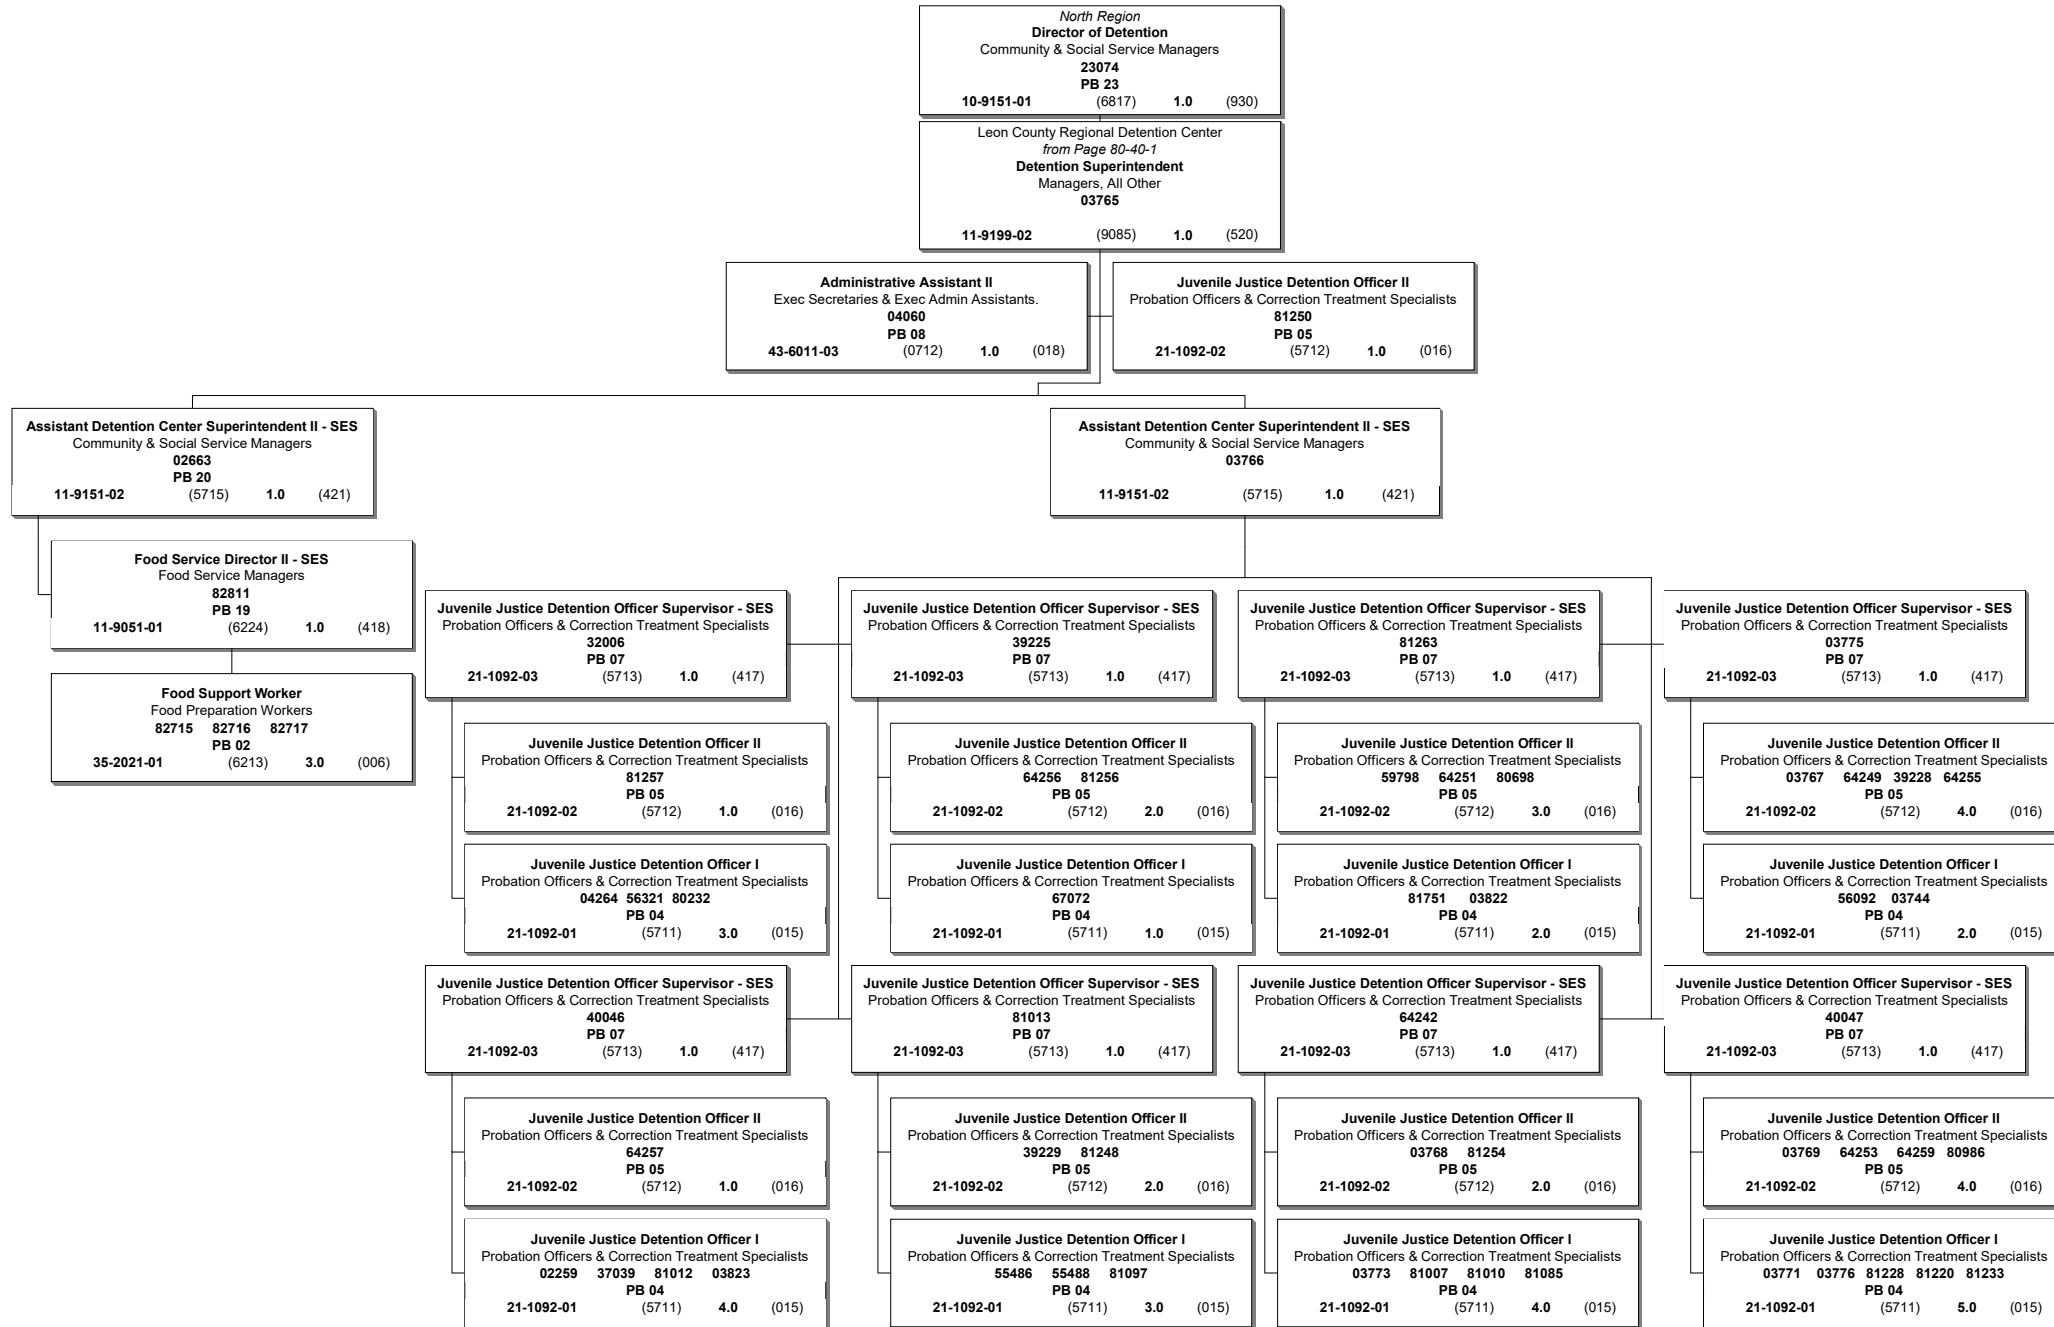 North Region
Director of Detention
Community & Social Service Managers
23074
PB 23
10-9151-01 (6817) 1.0 (930)
Leon County Regional Detention Center
from Page 80-40-1
Detention Superintendent
Managers, All Other
03765
11-9199-02 (9085) 1.0 (520)
Administrative Assistant II
Exec Secretaries & Exec Admin Assistants.
04060
PB 08
43-6011-03 (0712) 1.0 (018)
Juvenile Justice Detention Officer II
Probation Officers & Correction Treatment Specialists
81250
PB 05
21-1092-02 (5712) 1.0 (016)
Assistant Detention Center Superintendent II - SES
Community & Social Service Managers
02663
PB 20
11-9151-02 (5715) 1.0 (421)
Assistant Detention Center Superintendent II - SES
Community & Social Service Managers
03766
11-9151-02 (5715) 1.0 (421)
Food Service Director II - SES
Food Service Managers
82811
PB 19
11-9051-01 (6224) 1.0 (418)
Food Support Worker
Food Preparation Workers
82715 82716 82717
PB 02
35-2021-01 (6213) 3.0 (006)
Juvenile Justice Detention Officer Supervisor - SES
Probation Officers & Correction Treatment Specialists
32006
PB 07
21-1092-03 (5713) 1.0 (417)
Juvenile Justice Detention Officer II
Probation Officers & Correction Treatment Specialists
81257
PB 05
21-1092-02 (5712) 1.0 (016)
Juvenile Justice Detention Officer I
Probation Officers & Correction Treatment Specialists
04264 56321 80232
PB 04
21-1092-01 (5711) 3.0 (015)
Juvenile Justice Detention Officer Supervisor - SES
Probation Officers & Correction Treatment Specialists
39225
PB 07
21-1092-03 (5713) 1.0 (417)
Juvenile Justice Detention Officer II
Probation Officers & Correction Treatment Specialists
64256 81256
PB 05
21-1092-02 (5712) 2.0 (016)
Juvenile Justice Detention Officer I
Probation Officers & Correction Treatment Specialists
67072
PB 04
21-1092-01 (5711) 1.0 (015)
Juvenile Justice Detention Officer Supervisor - SES
Probation Officers & Correction Treatment Specialists
81263
PB 07
21-1092-03 (5713) 1.0 (417)
Juvenile Justice Detention Officer II
Probation Officers & Correction Treatment Specialists
59798 64251 80698
PB 05
21-1092-02 (5712) 3.0 (016)
Juvenile Justice Detention Officer I
Probation Officers & Correction Treatment Specialists
81751 03822
PB 04
21-1092-01 (5711) 2.0 (015)
Juvenile Justice Detention Officer Supervisor - SES
Probation Officers & Correction Treatment Specialists
03775
PB 07
21-1092-03 (5713) 1.0 (417)
Juvenile Justice Detention Officer II
Probation Officers & Correction Treatment Specialists
03767 64249 39228 64255
PB 05
21-1092-02 (5712) 4.0 (016)
Juvenile Justice Detention Officer I
Probation Officers & Correction Treatment Specialists
56092 03744
PB 04
21-1092-01 (5711) 2.0 (015)
Juvenile Justice Detention Officer Supervisor - SES
Probation Officers & Correction Treatment Specialists
40046
PB 07
21-1092-03 (5713) 1.0 (417)
Juvenile Justice Detention Officer II
Probation Officers & Correction Treatment Specialists
64257
PB 05
21-1092-02 (5712) 1.0 (016)
Juvenile Justice Detention Officer I
Probation Officers & Correction Treatment Specialists
02259 37039 81012 03823
PB 04
21-1092-01 (5711) 4.0 (015)
Juvenile Justice Detention Officer Supervisor - SES
Probation Officers & Correction Treatment Specialists
81013
PB 07
21-1092-03 (5713) 1.0 (417)
Juvenile Justice Detention Officer II
Probation Officers & Correction Treatment Specialists
39229 81248
PB 05
21-1092-02 (5712) 2.0 (016)
Juvenile Justice Detention Officer I
Probation Officers & Correction Treatment Specialists
55486 55488 81097
PB 04
21-1092-01 (5711) 3.0 (015)
Juvenile Justice Detention Officer Supervisor - SES
Probation Officers & Correction Treatment Specialists
64242
PB 07
21-1092-03 (5713) 1.0 (417)
Juvenile Justice Detention Officer II
Probation Officers & Correction Treatment Specialists
03768 81254
PB 05
21-1092-02 (5712) 2.0 (016)
Juvenile Justice Detention Officer I
Probation Officers & Correction Treatment Specialists
03773 81007 81010 81085
PB 04
21-1092-01 (5711) 4.0 (015)
Juvenile Justice Detention Officer Supervisor - SES
Probation Officers & Correction Treatment Specialists
40047
PB 07
21-1092-03 (5713) 1.0 (417)
Juvenile Justice Detention Officer II
Probation Officers & Correction Treatment Specialists
03769 64253 64259 80986
PB 05
21-1092-02 (5712) 4.0 (016)
Juvenile Justice Detention Officer I
Probation Officers & Correction Treatment Specialists
03771 03776 81228 81220 81233
PB 04
21-1092-01 (5711) 5.0 (015)